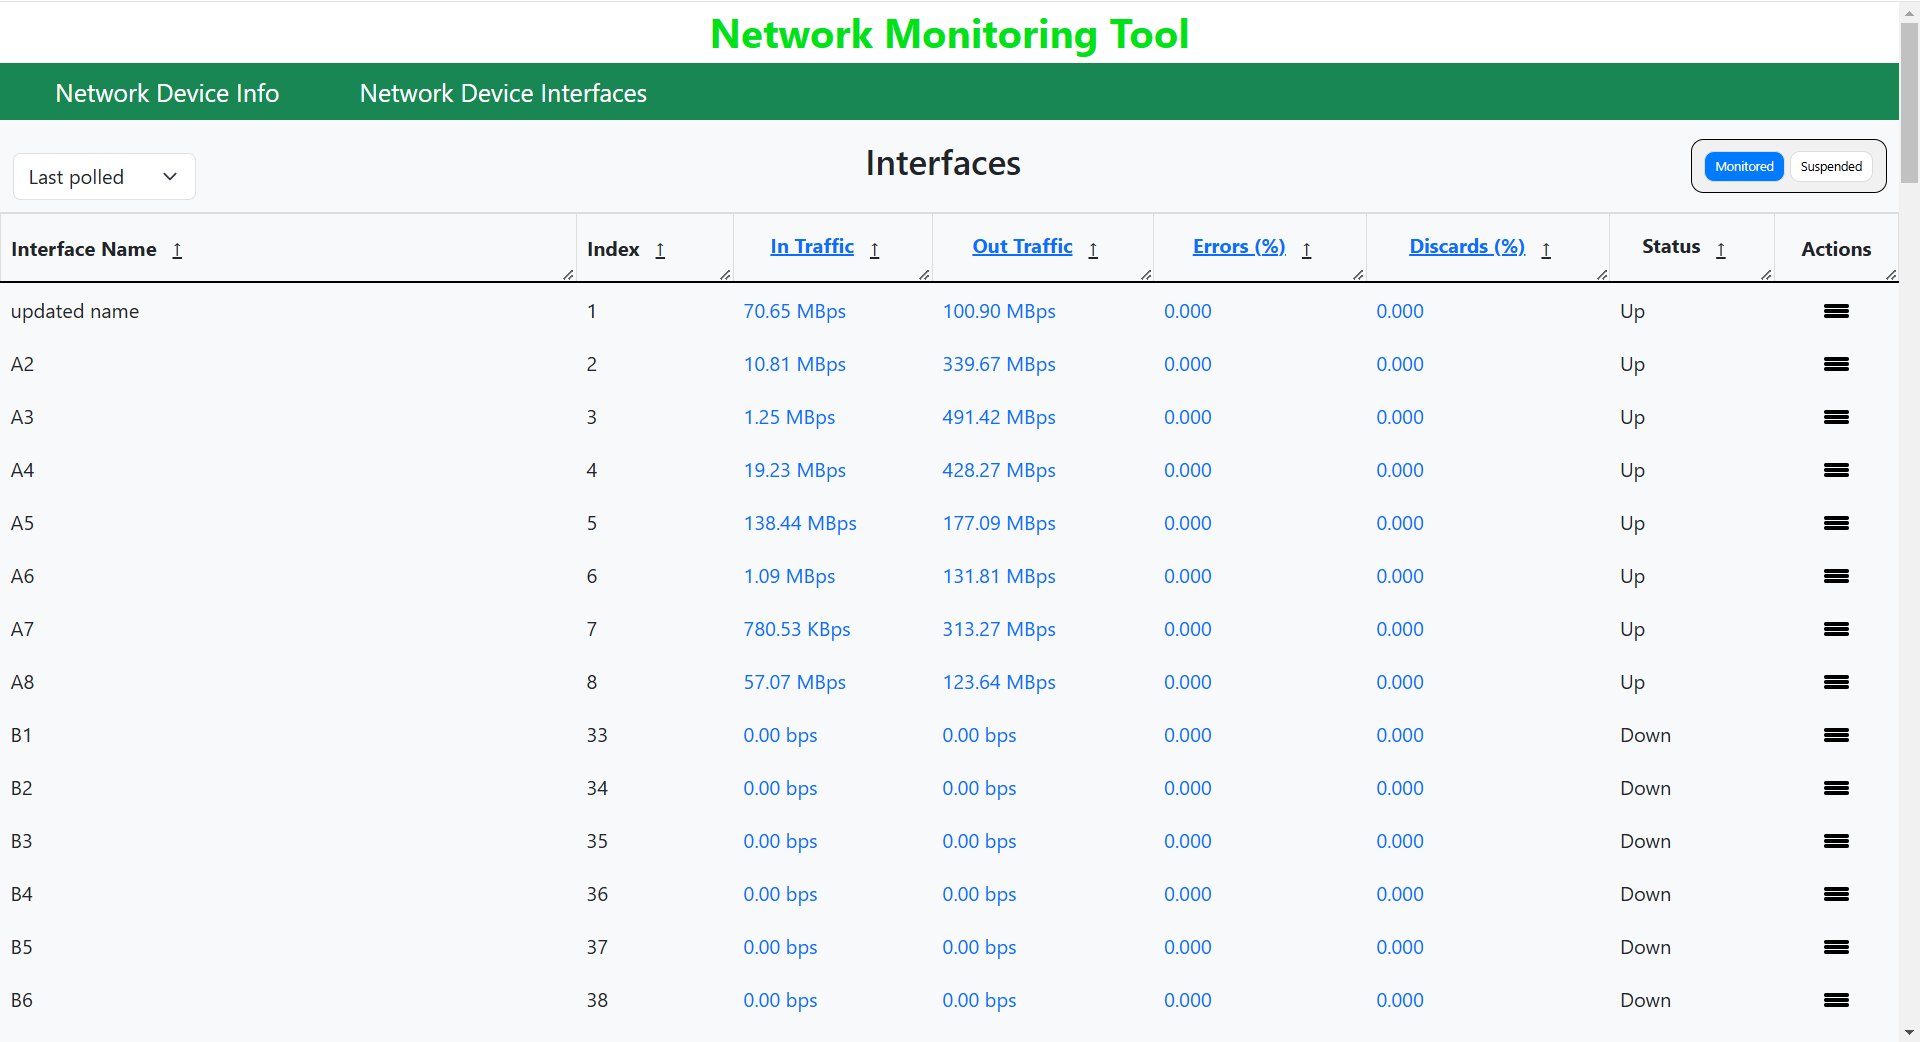 Network Monitoring Tool
Network Device Info Network Device Interfaces
Last polled Interfaces Monitored Suspended
Interface Name ↑ Index ↑ In Traffic ↑ Out Traffic ↑ Errors (%) ↑ Discards (%) ↑ Status ↑ Actions
updated name 1 70.65 MBps 100.90 MBps 0.000 0.000 Up
A2 2 10.81 MBps 339.67 MBps 0.000 0.000 Up
A3 3 1.25 MBps 491.42 MBps 0.000 0.000 Up
A4 4 19.23 MBps 428.27 MBps 0.000 0.000 Up
A5 5 138.44 MBps 177.09 MBps 0.000 0.000 Up
A6 6 1.09 MBps 131.81 MBps 0.000 0.000 Up
A7 7 780.53 KBps 313.27 MBps 0.000 0.000 Up
A8 8 57.07 MBps 123.64 MBps 0.000 0.000 Up
B1 33 0.00 bps 0.00 bps 0.000 0.000 Down
B2 34 0.00 bps 0.00 bps 0.000 0.000 Down
B3 35 0.00 bps 0.00 bps 0.000 0.000 Down
B4 36 0.00 bps 0.00 bps 0.000 0.000 Down
B5 37 0.00 bps 0.00 bps 0.000 0.000 Down
B6 38 0.00 bps 0.00 bps 0.000 0.000 Down